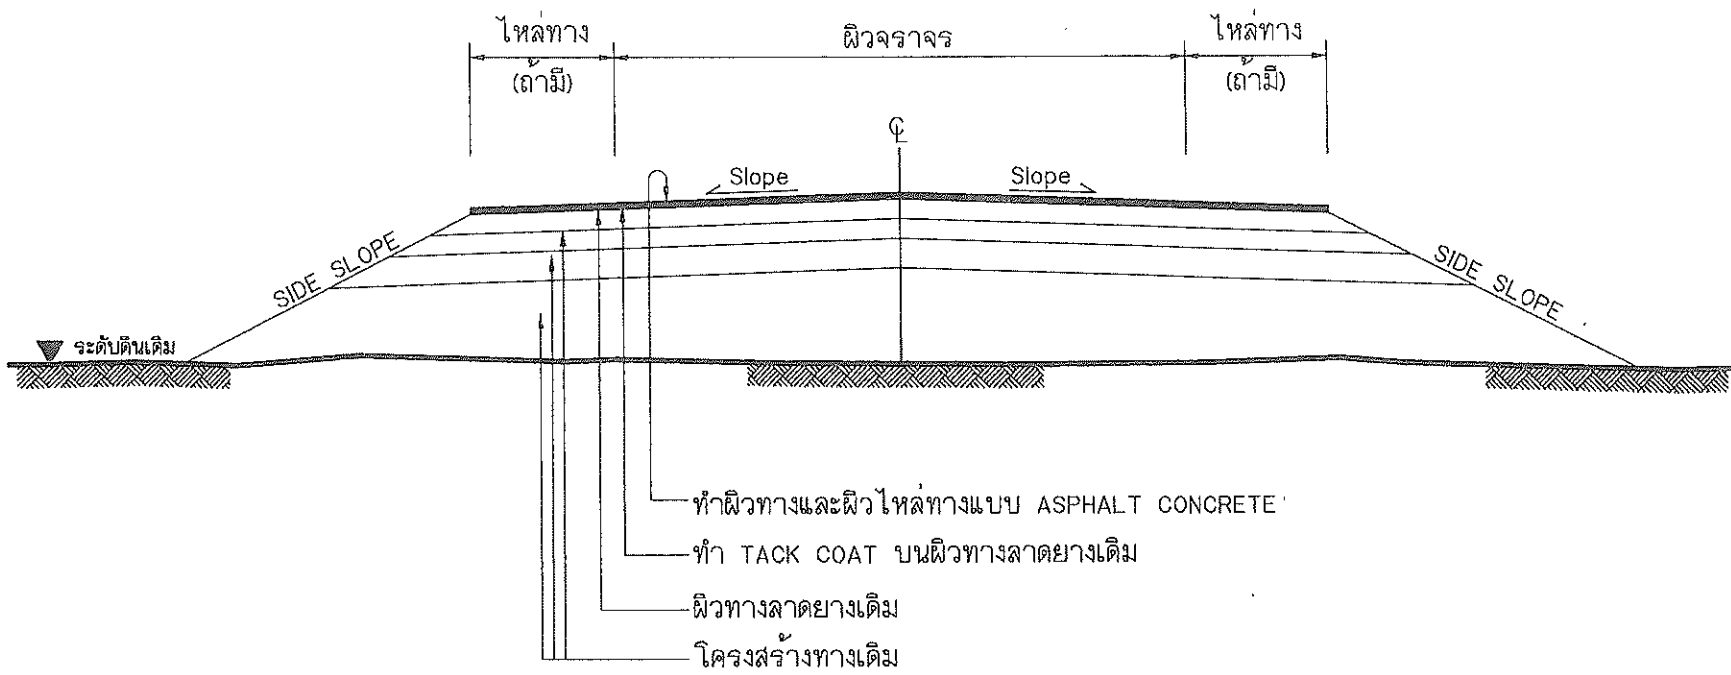 ไหล่ทาง ผิวจราจร ไหล่ทาง
(ถ้ามี) (ถ้ามี)
℄
Slope Slope
SIDE SLOPE SIDE SLOPE
ระดับดินเดิม
ทำผิวทางและผิวไหล่ทางแบบ ASPHALT CONCRETE
ทำ TACK COAT บนผิวทางลาดยางเดิม
ผิวทางลาดยางเดิม
โครงสร้างทางเดิม